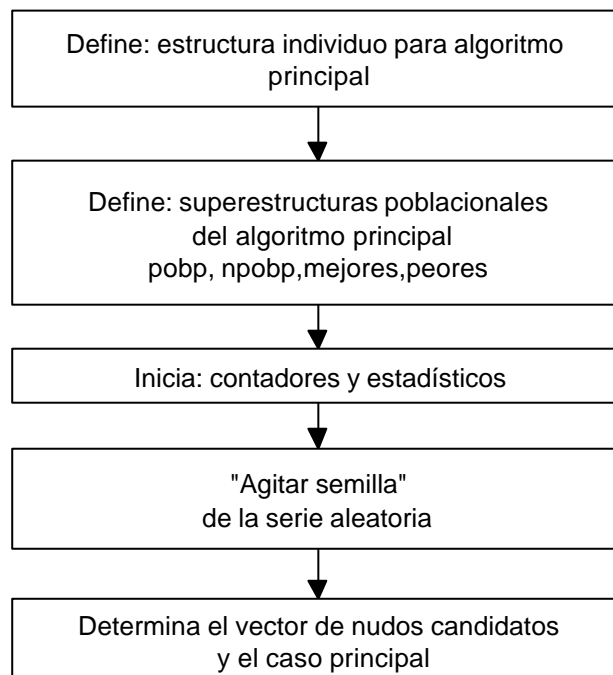 Define: estructura individuo para algoritmo
principal
Define: superestructuras poblacionales
del algoritmo principal
pobp, npobp,mejores,peores
Inicia: contadores y estadísticos
"Agitar semilla"
de la serie aleatoria
Determina el vector de nudos candidatos
y el caso principal